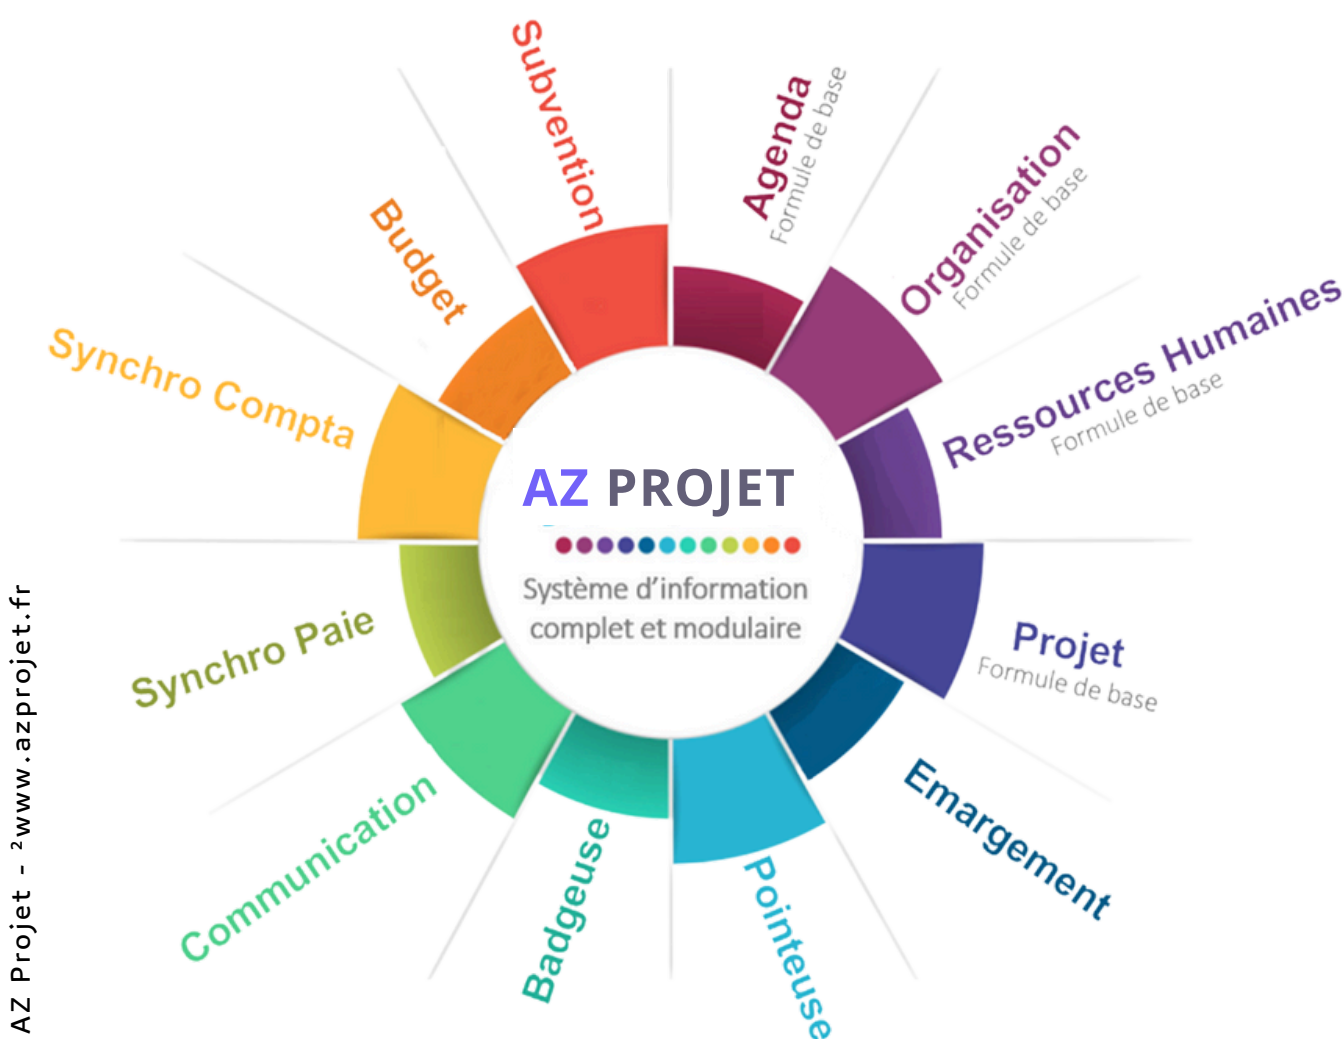 AZ PROJET
Système d'information
complet et modulaire
Agenda
Formule de base
Organisation
Formule de base
Ressources Humaines
Formule de base
Projet
Formule de base
Emargement
Pointeuse
Badgeuse
Communication
Synchro Paie
Synchro Compta
Budget
Subvention
AZ Projet - ²www.azprojet.fr